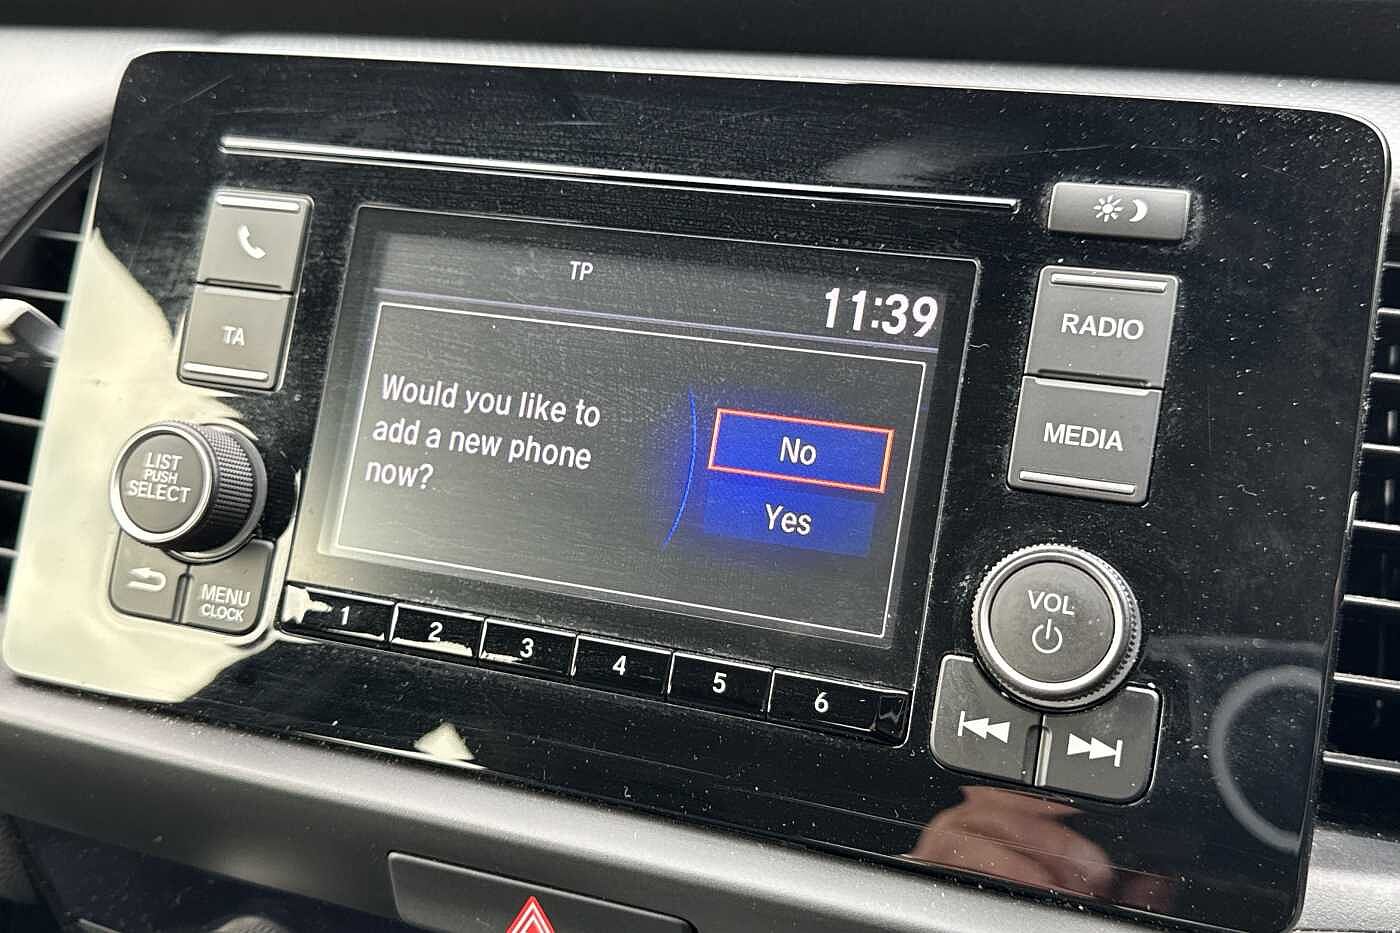 TP
11:39
Would you like to
add a new phone
now?
No
Yes
TA
LIST
PUSH
SELECT
MENU
CLOCK
1 2 3 4 5 6
RADIO
MEDIA
VOL